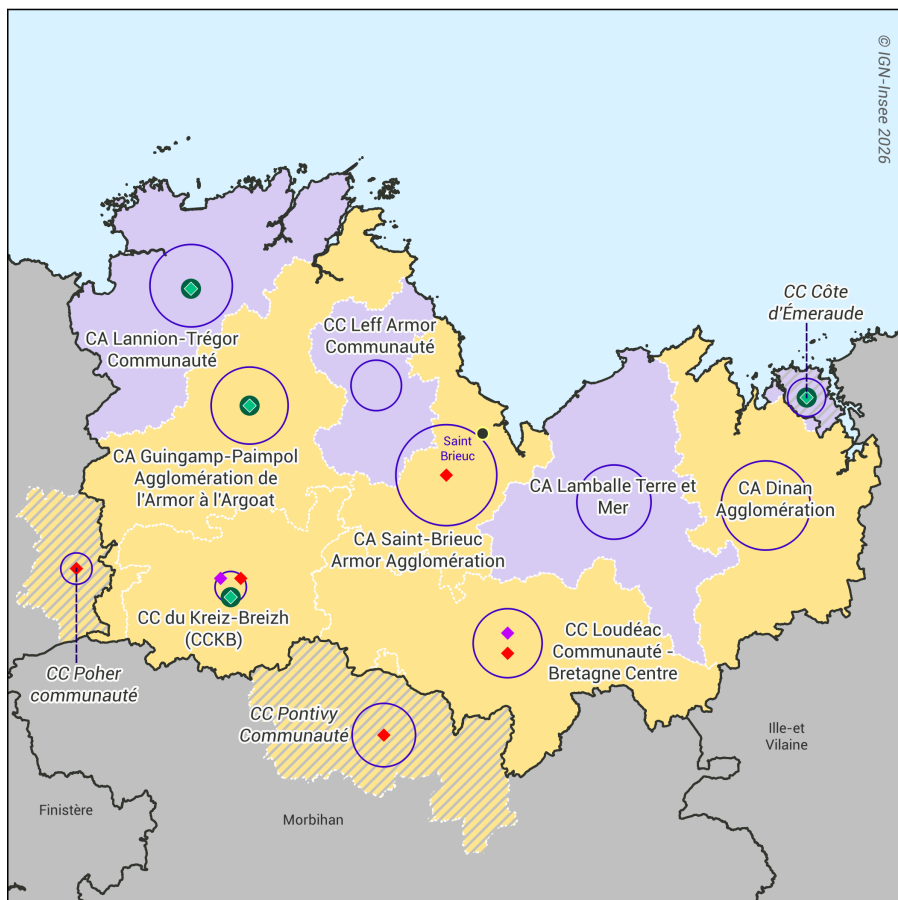 © IGN-Insee 2026
CC Côte
d'Émeraude
CA Lannion-Trégor
Communauté
CC Leff Armor
Communauté
CA Guingamp-Paimpol
Agglomération de
l'Armor à l'Argoat
Saint
Brieuc
CA Saint-Brieuc
Armor Agglomération
CA Lamballe Terre et
Mer
CA Dinan
Agglomération
CC du Kreiz-Breizh
(CCKB)
CC Loudéac
Communauté -
Bretagne Centre
CC Poher
communauté
CC Pontivy
Communauté
Ille-et
Vilaine
Finistère
Morbihan